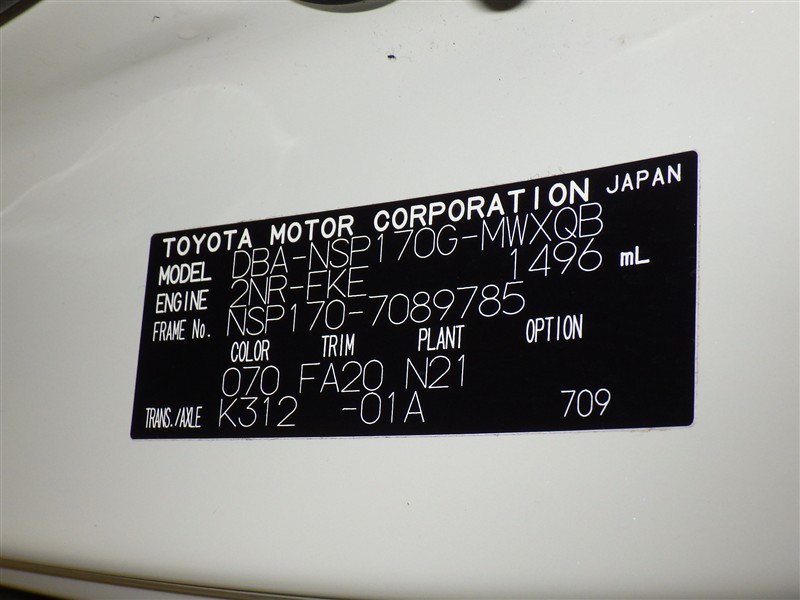 TOYOTA MOTOR CORPORATION JAPAN
MODEL DBA-NSP170G-MWXQB
ENGINE 2NR-FKE 1496 mL
FRAME No. NSP170-7089785
COLOR TRIM PLANT OPTION
070 FA20 N21
TRANS./AXLE K312 -01A 709